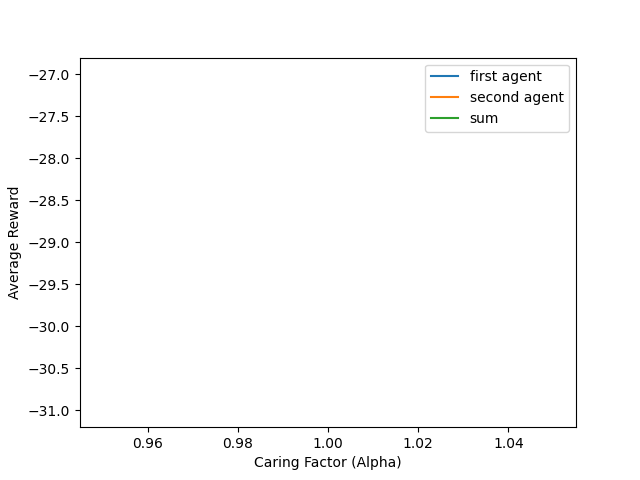 first agent
second agent
sum
−27.0
−27.5
−28.0
−28.5
−29.0
−29.5
−30.0
−30.5
−31.0
Average Reward
0.96 0.98 1.00 1.02 1.04
Caring Factor (Alpha)